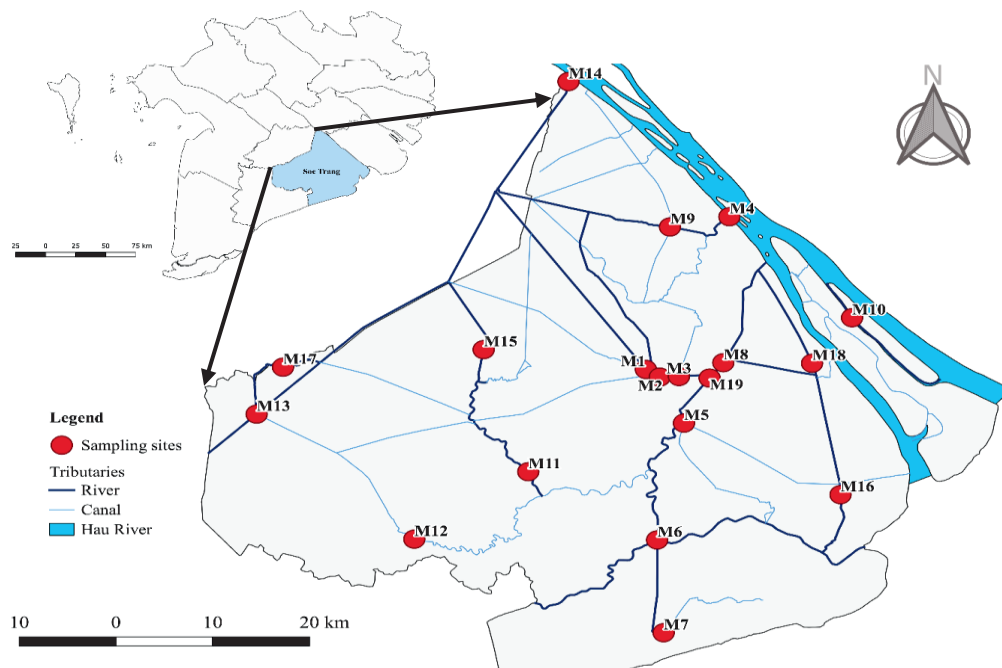 M14
N
Soc Trang
M4
M9
25 0 25 50 75 km
M10
M15
M1
M3
M8
M18
M17
M2
M19
M13
M5
Legend
Sampling sites
Tributaries
River
Canal
Hau River
M11
M16
M12
M6
10 0 10 20 km
M7